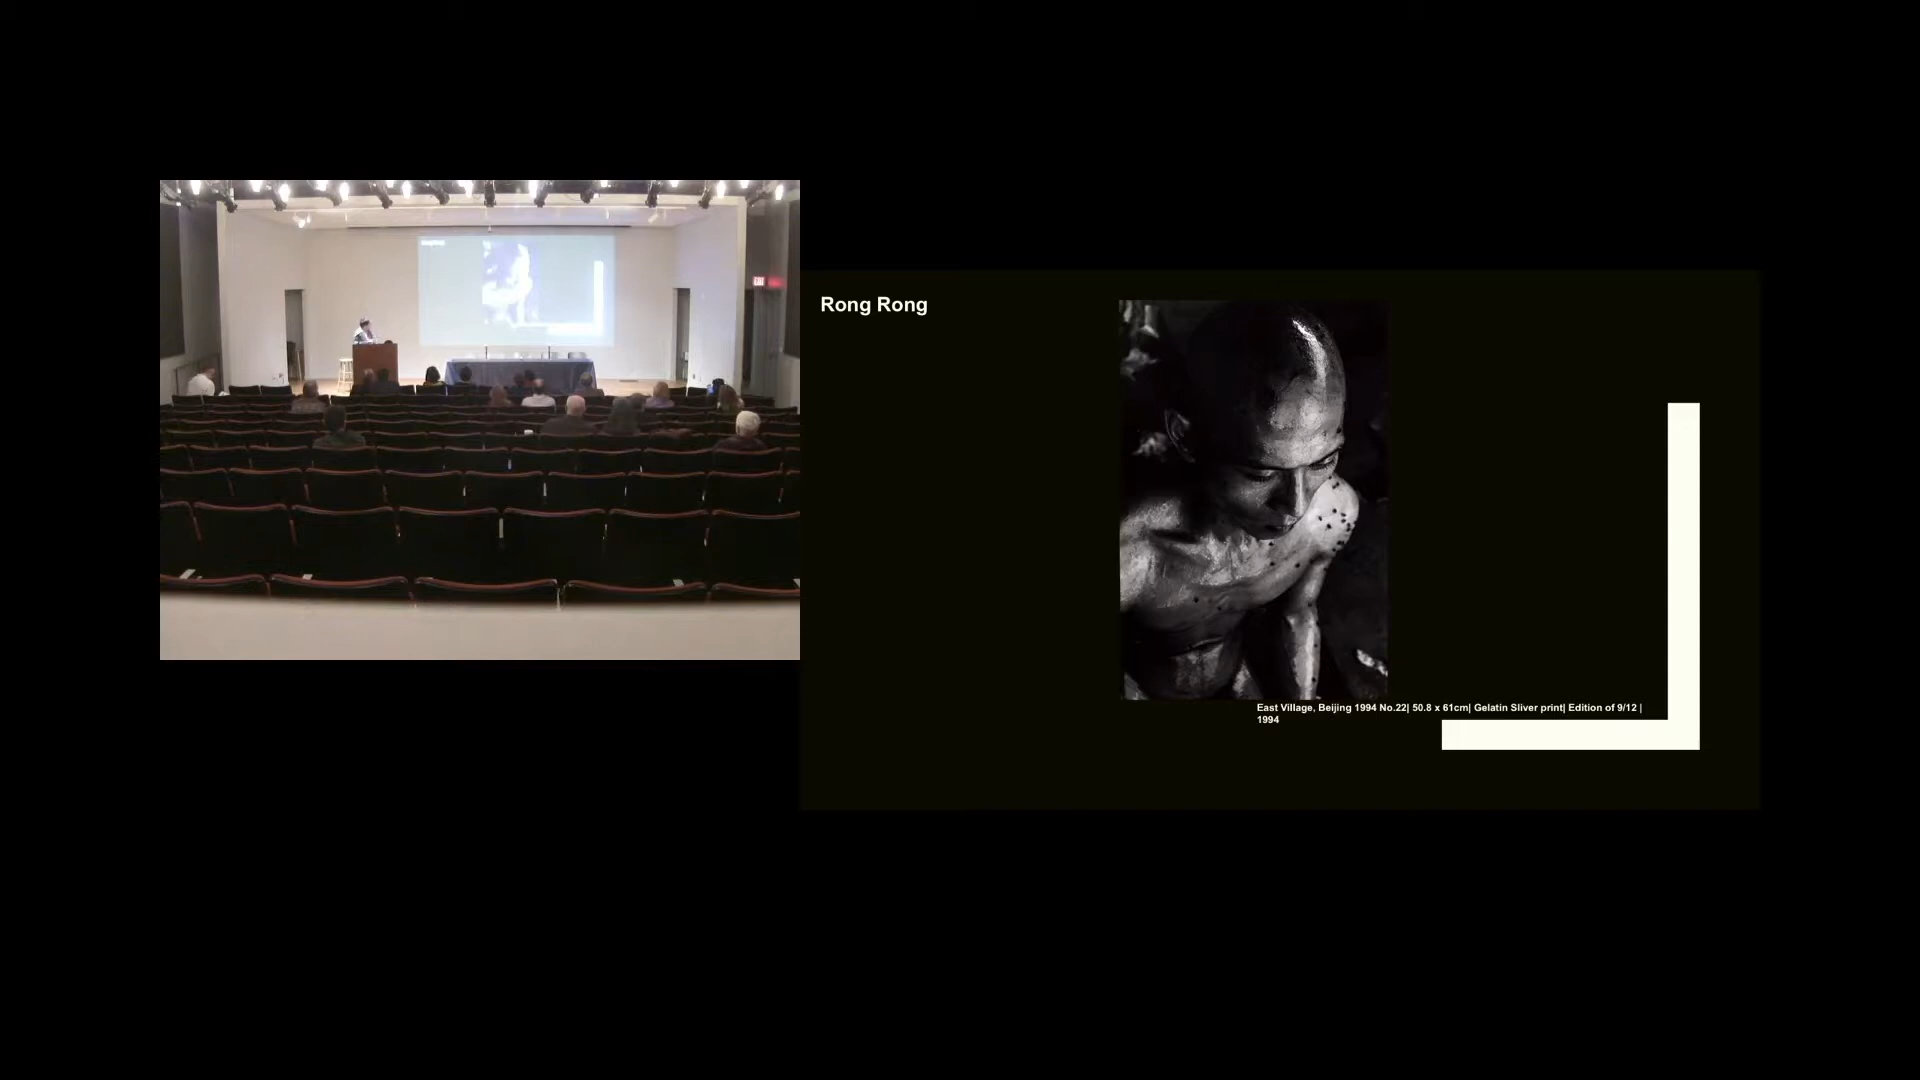 Rong Rong
East Village, Beijing 1994 No.22| 50.8 x 61cm| Gelatin Sliver print| Edition of 9/12 |
1994